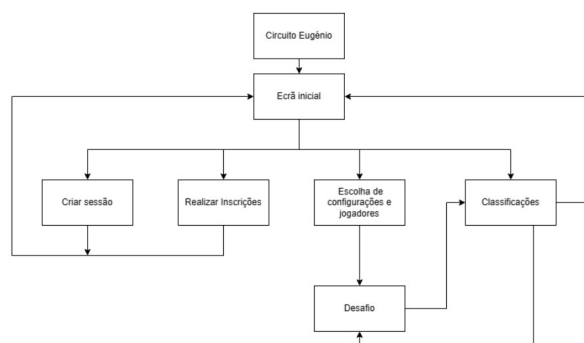 Circuito Eugénio
Ecrã inicial
Criar sessão
Realizar Inscrições
Escolha de
configurações e
jogadores
Classificações
Desafio